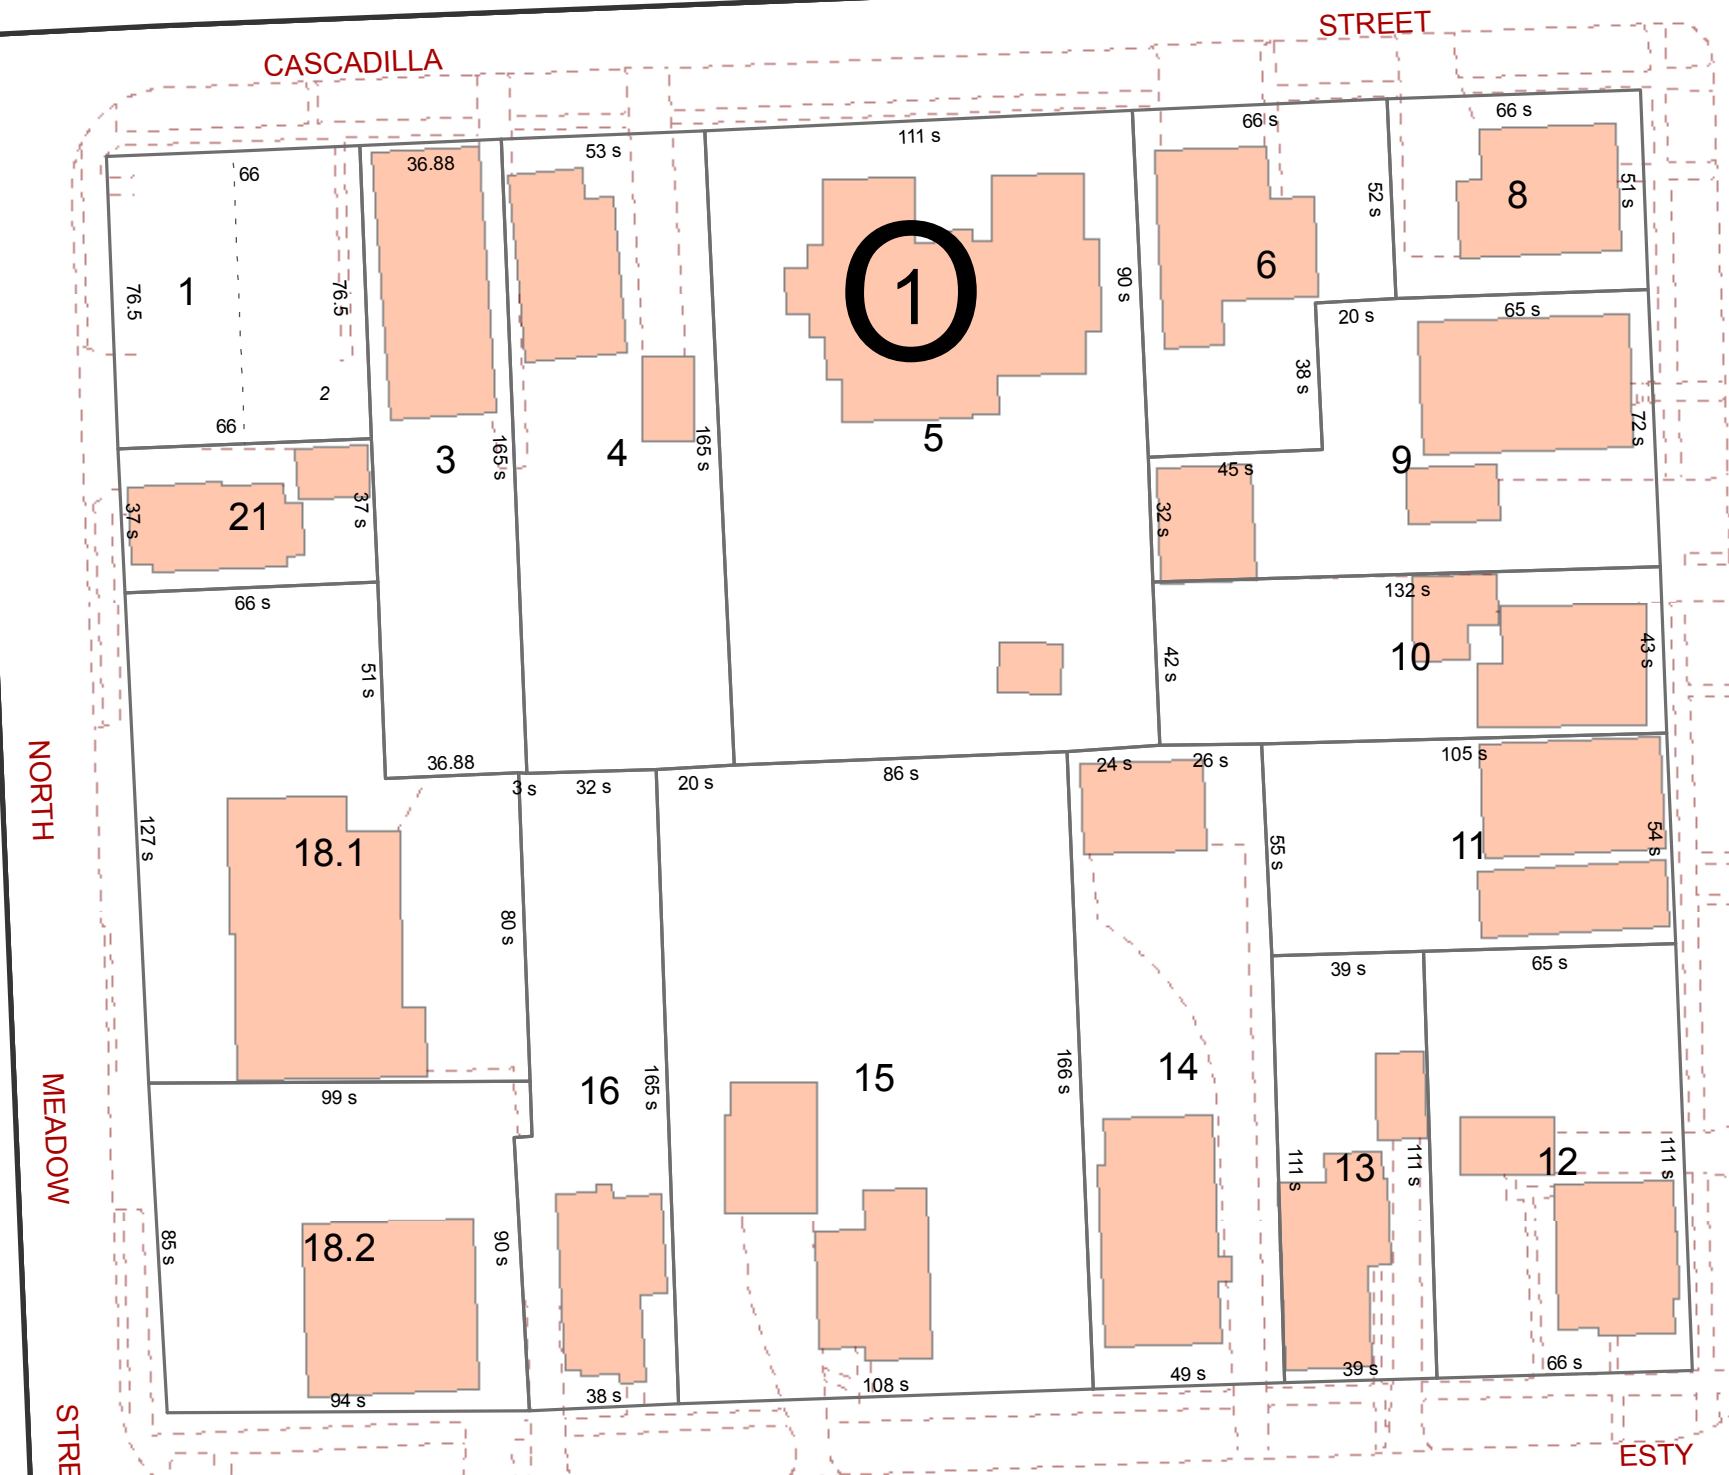 STREET
CASCADILLA
66 s
66 s
111 s
53 s
36.88
66
51 s
8
52 s
6
90 s
1
1
76.5
76.5
20 s
65 s
38 s
2
66
72 s
5
4
3
165 s
165 s
9
45 s
37 s
37 s
21
32 s
132 s
66 s
10
43 s
42 s
51 s
36.88
3 s
32 s
20 s
86 s
24 s
26 s
105 s
NORTH
127 s
18.1
55 s
11
54 s
80 s
39 s
65 s
MEADOW
99 s
16
165 s
15
166 s
14
111 s
13
111 s
12
111 s
85 s
18.2
90 s
94 s
38 s
108 s
49 s
39 s
66 s
STRE
ESTY